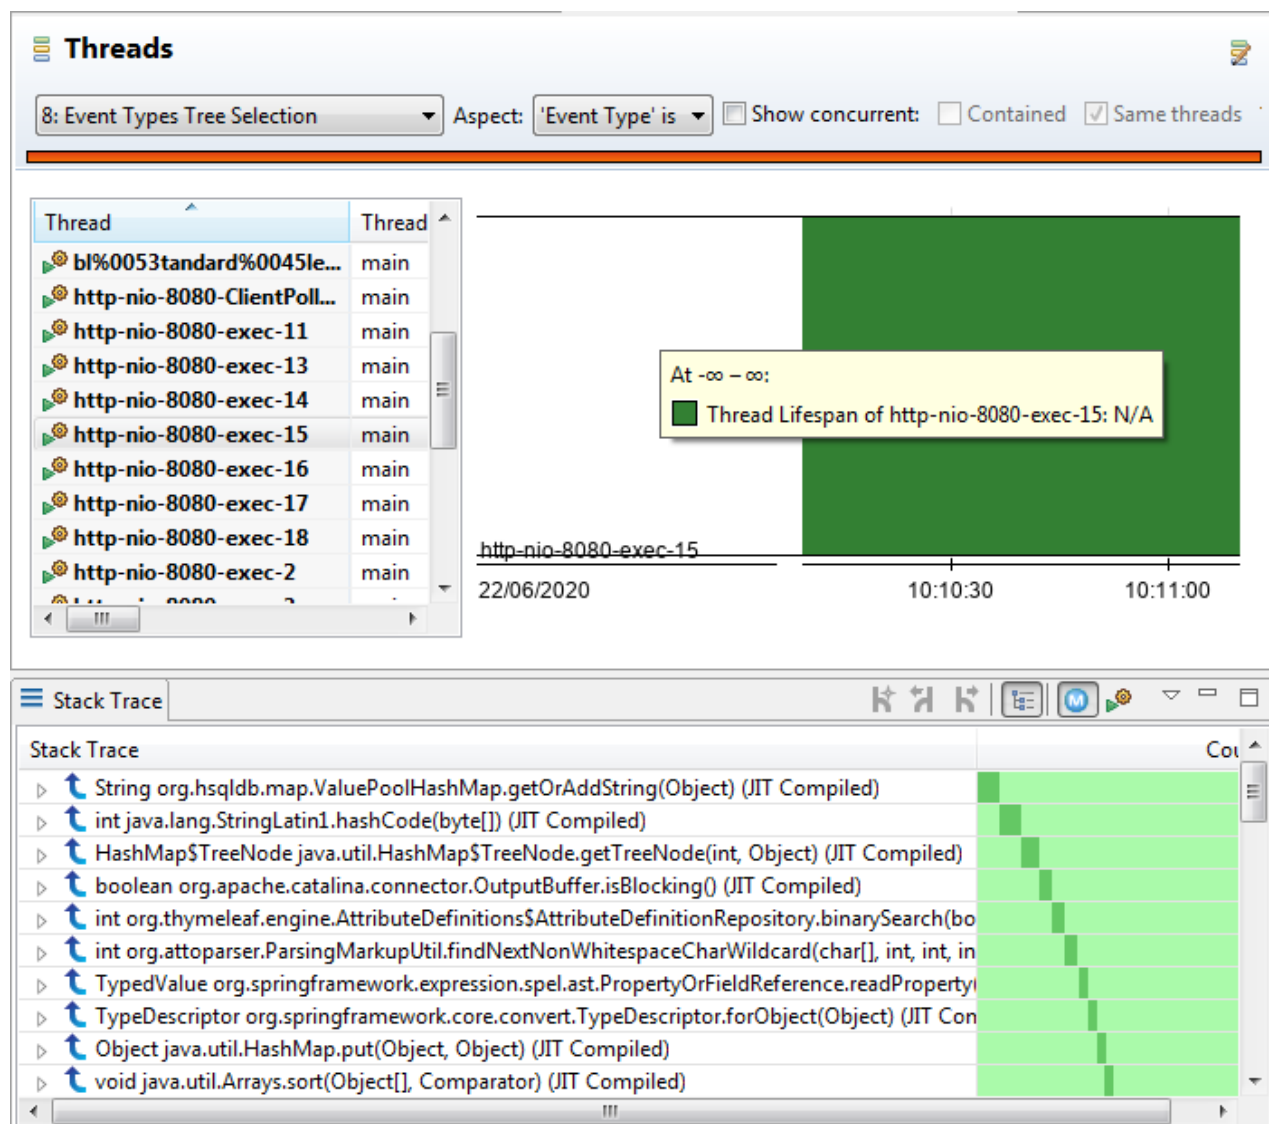 Threads
8: Event Types Tree Selection Aspect: 'Event Type' is Show concurrent: Contained Same threads
Thread Thread
bl%0053tandard%0045le... main
http-nio-8080-ClientPoll... main
http-nio-8080-exec-11 main
http-nio-8080-exec-13 main
http-nio-8080-exec-14 main
http-nio-8080-exec-15 main
http-nio-8080-exec-16 main
http-nio-8080-exec-17 main
http-nio-8080-exec-18 main
http-nio-8080-exec-2 main
At -∞ – ∞:
Thread Lifespan of http-nio-8080-exec-15: N/A
http-nio-8080-exec-15
22/06/2020 10:10:30 10:11:00
Stack Trace
Stack Trace Cou
String org.hsqldb.map.ValuePoolHashMap.getOrAddString(Object) (JIT Compiled)
int java.lang.StringLatin1.hashCode(byte[]) (JIT Compiled)
HashMap$TreeNode java.util.HashMap$TreeNode.getTreeNode(int, Object) (JIT Compiled)
boolean org.apache.catalina.connector.OutputBuffer.isBlocking() (JIT Compiled)
int org.thymeleaf.engine.AttributeDefinitions$AttributeDefinitionRepository.binarySearch(bo
int org.attoparser.ParsingMarkupUtil.findNextNonWhitespaceCharWildcard(char[], int, int, in
TypedValue org.springframework.expression.spel.ast.PropertyOrFieldReference.readProperty(
TypeDescriptor org.springframework.core.convert.TypeDescriptor.forObject(Object) (JIT Com
Object java.util.HashMap.put(Object, Object) (JIT Compiled)
void java.util.Arrays.sort(Object[], Comparator) (JIT Compiled)